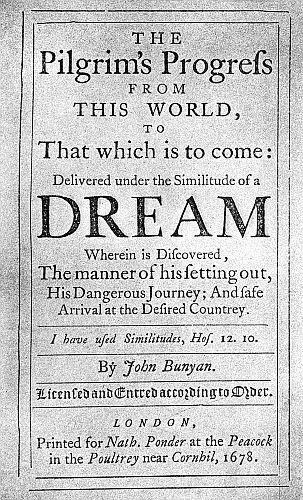 THE
Pilgrim's Progreſs
FROM
THIS WORLD,
TO
That which is to come:
Delivered under the Similitude of a
DREAM
Wherein is Diſcovered,
The manner of his ſetting out,
His Dangerous Journey; And ſafe
Arrival at the Deſired Countrey.
I have uſed Similitudes, Hoſ. 12. 10.
By John Bunyan.
Licenſed and Entred according to Order.
LONDON,
Printed for Nath. Ponder at the Peacock
in the Poultrey near Cornhil, 1678.